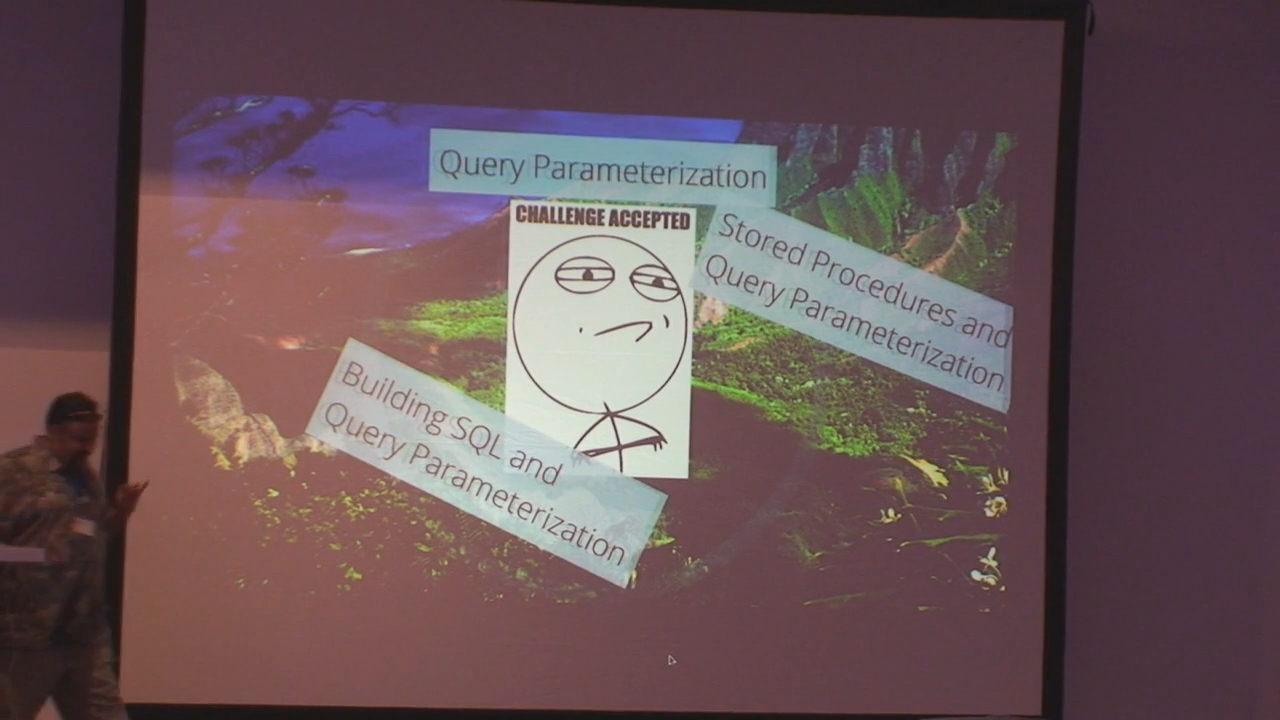 Query Parameterization
CHALLENGE ACCEPTED
Stored Procedures and
Query Parameterization
Building SQL and
Query Parameterization